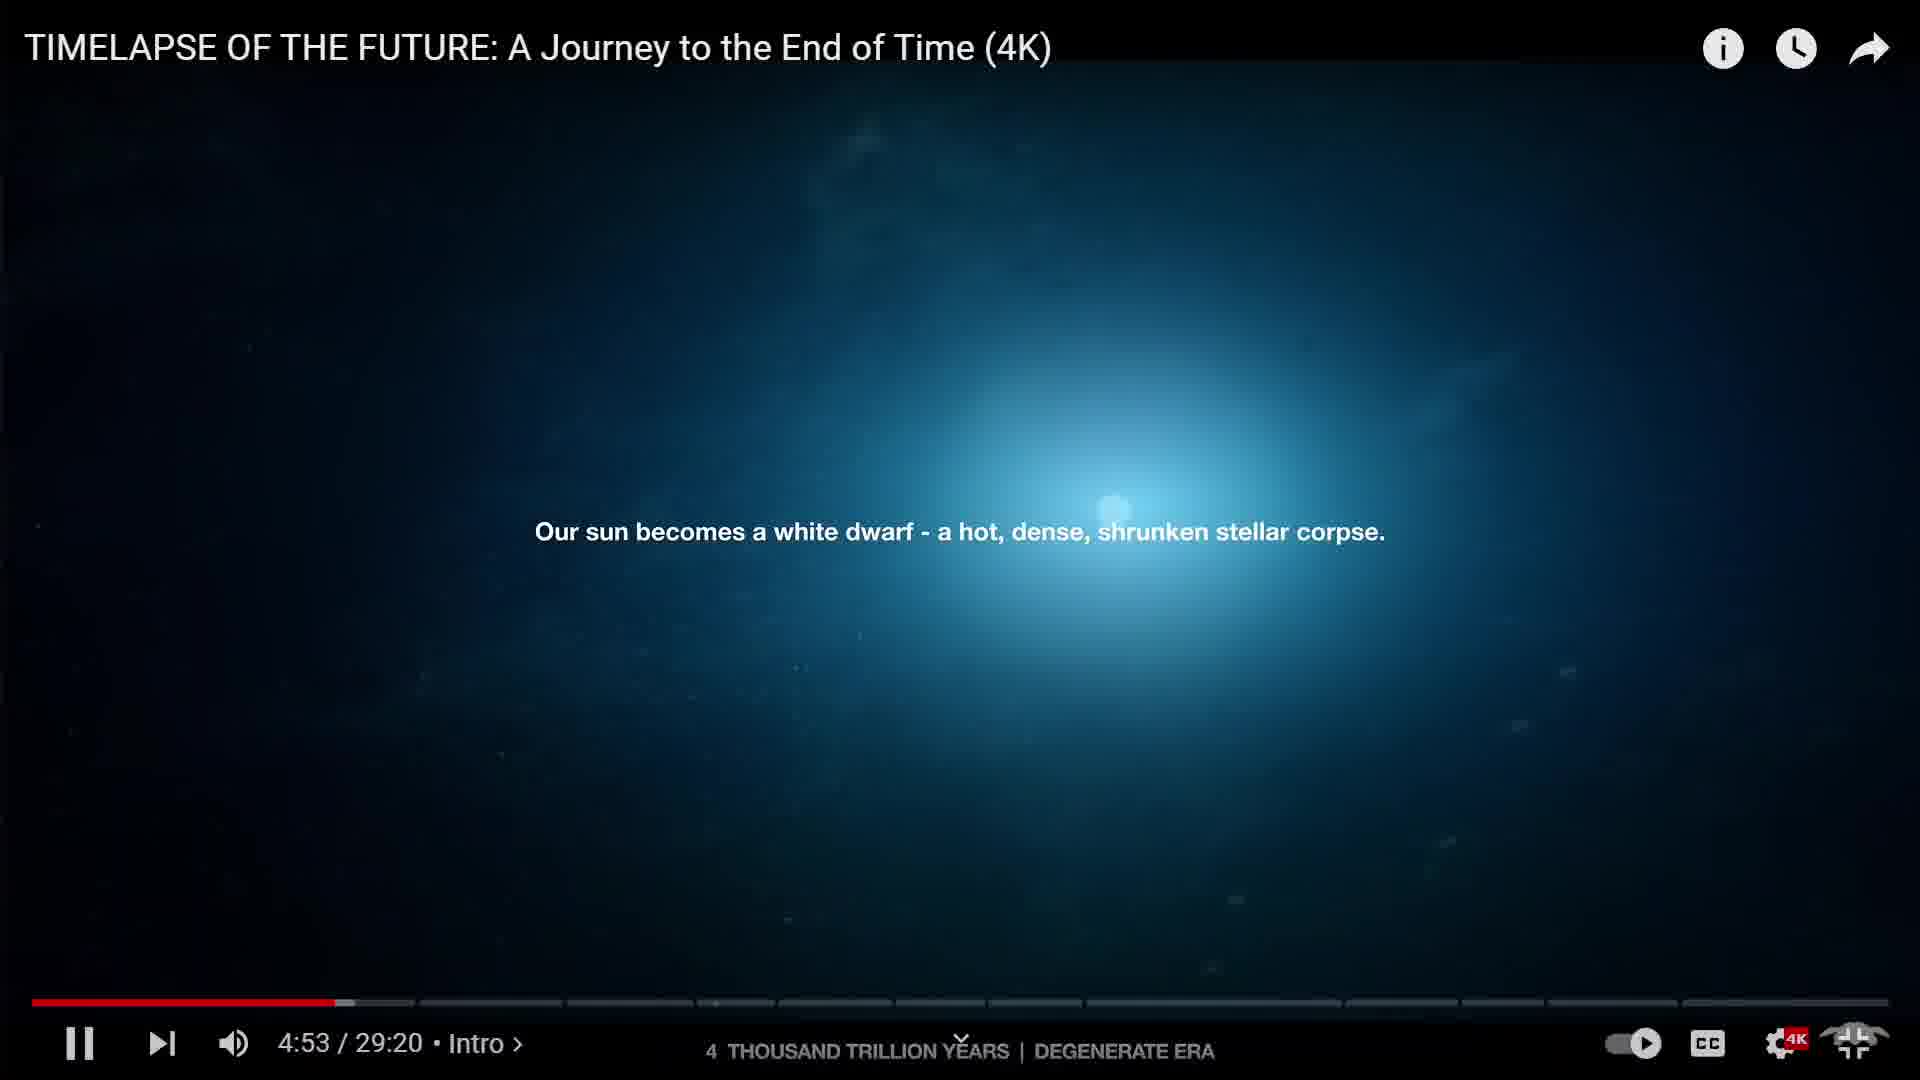 TIMELAPSE OF THE FUTURE: A Journey to the End of Time (4K)
Our sun becomes a white dwarf - a hot, dense, shrunken stellar corpse.
4:53 / 29:20 • Intro
4 THOUSAND TRILLION YEARS | DEGENERATE ERA
CC
4K